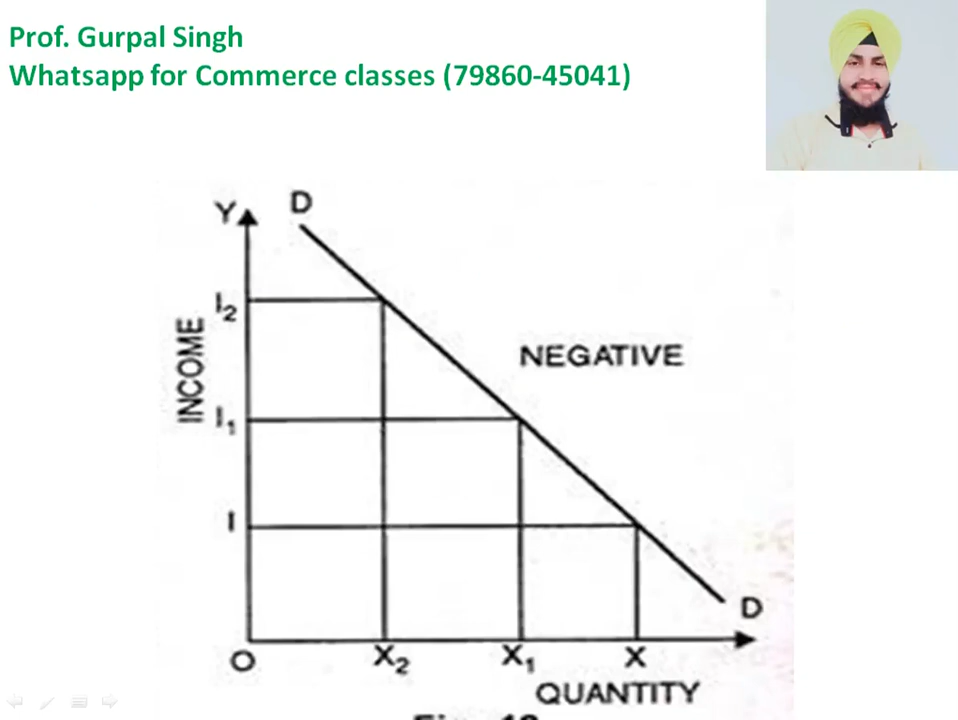 Prof. Gurpal Singh
Whatsapp for Commerce classes (79860-45041)
Y
D
I₂
INCOME
NEGATIVE
I₁
I
D
O
X₂
X₁
X
QUANTITY